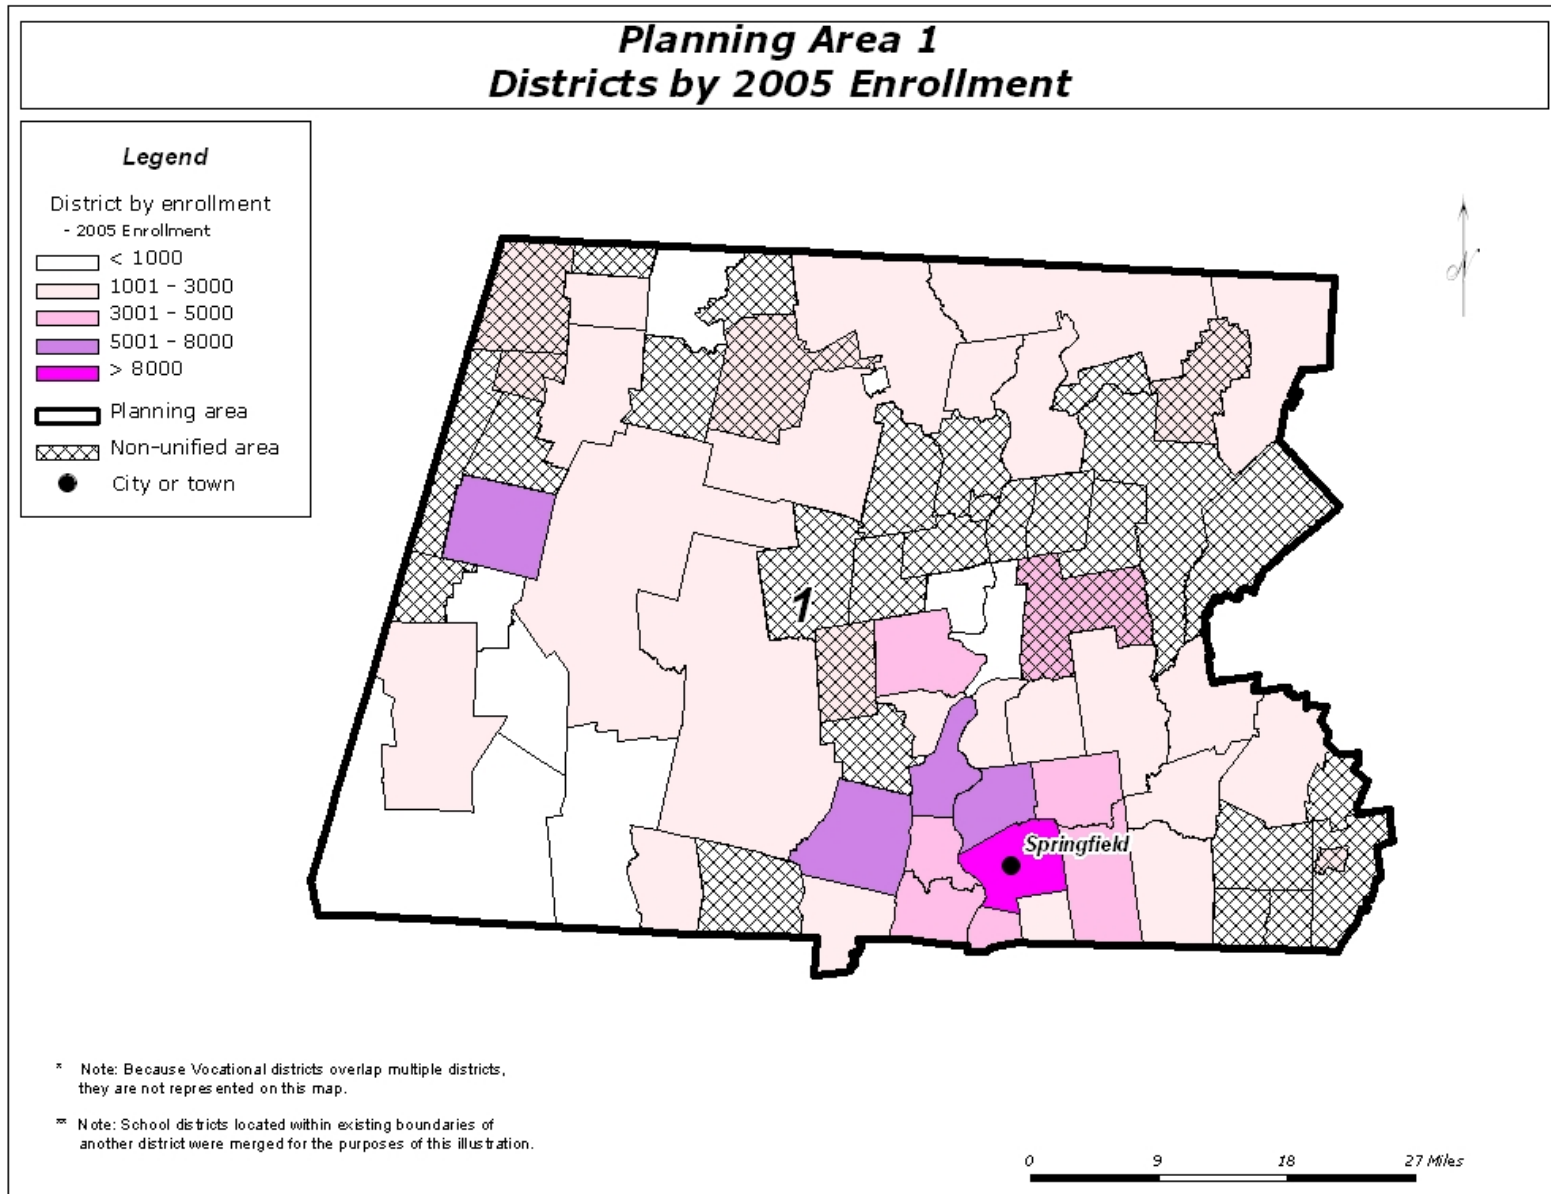 Planning Area 1
Districts by 2005 Enrollment
Legend
District by enrollment
- 2005 Enrollment
< 1000
1001 - 3000
3001 - 5000
5001 - 8000
> 8000
Planning area
Non-unified area
City or town
N
1
Springfield
* Note: Because Vocational districts overlap multiple districts,
they are not represented on this map.
** Note: School districts located within existing boundaries of
another district were merged for the purposes of this illustration.
0 9 18 27 Miles